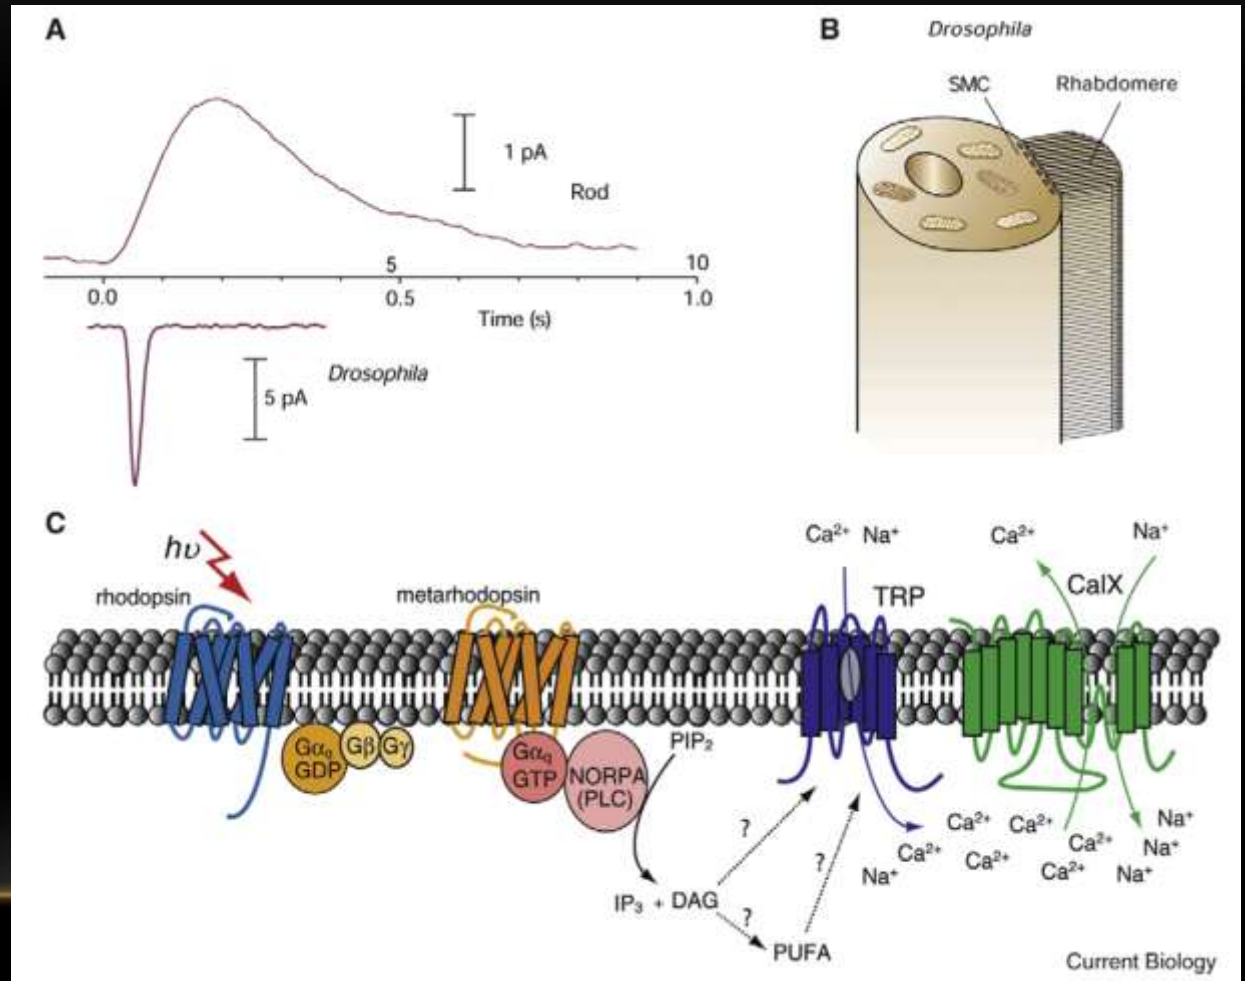 A
1 pA
Rod
5
10
0.0
0.5
1.0
Time (s)
Drosophila
5 pA
B
Drosophila
SMC
Rhabdomere
C
hυ
rhodopsin
metarhodopsin
Ca²⁺ Na⁺
TRP
Ca²⁺
Na⁺
CalX
Gαq
GDP
Gβ
Gγ
Gαq
GTP
NORPA
(PLC)
PIP₂
IP₃ + DAG
?
?
?
PUFA
Na⁺
Ca²⁺
Ca²⁺
Ca²⁺
Ca²⁺
Ca²⁺
Ca²⁺
Na⁺
Na⁺
Na⁺
Current Biology